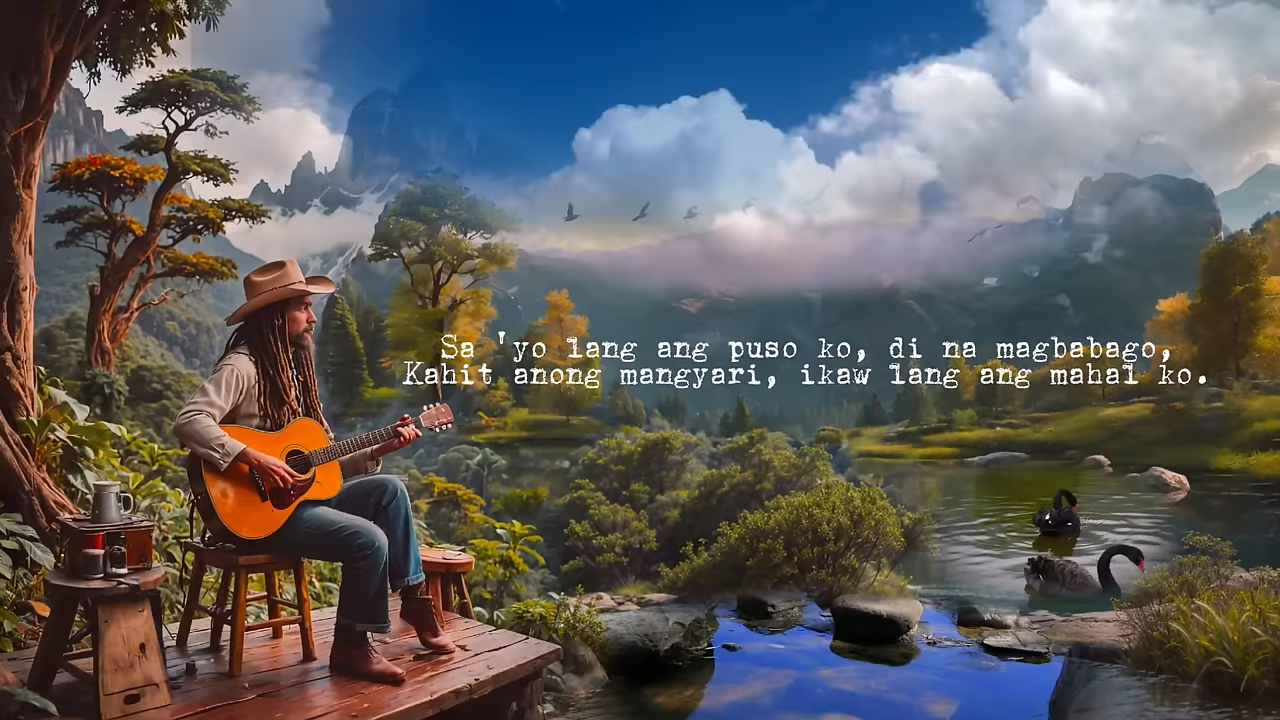 Sa 'yo lang ang puso ko, di na magbabago,
Kahit anong mangyari, ikaw lang ang mahal ko.